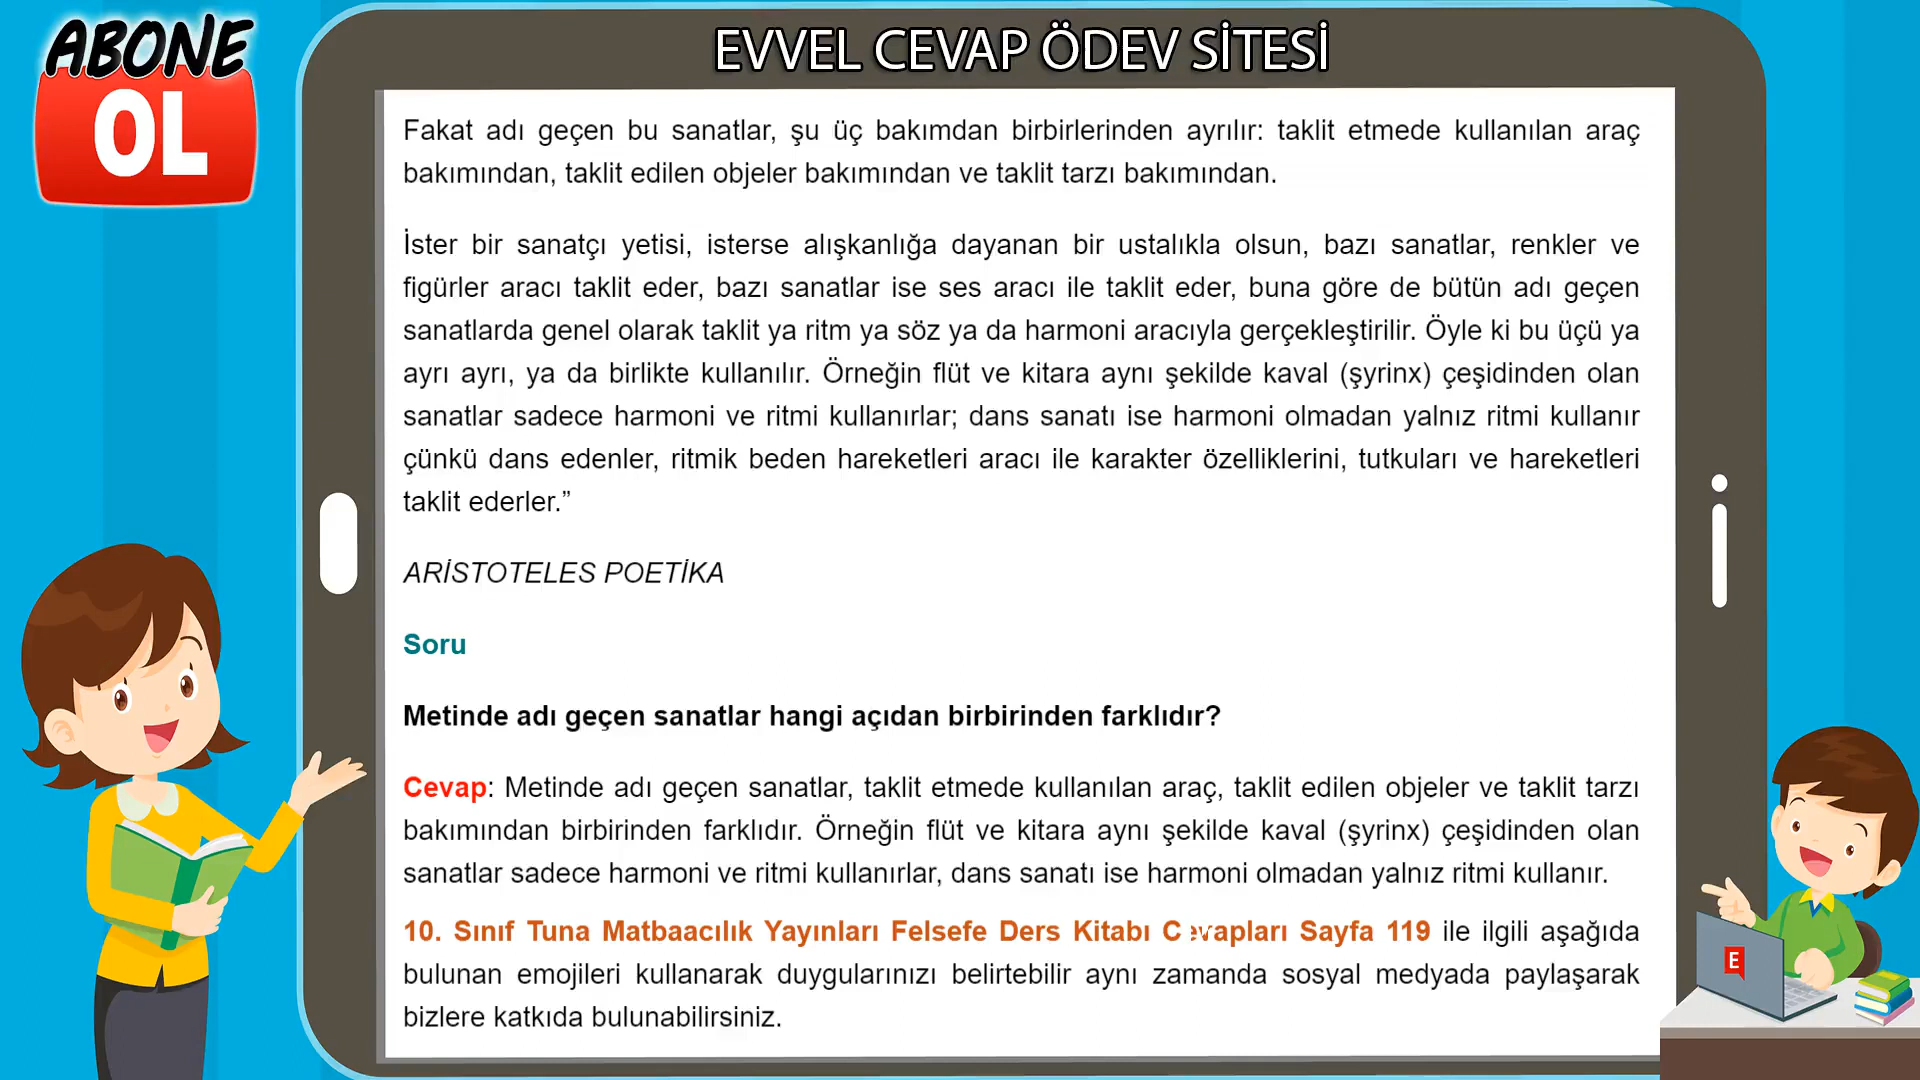 ABONE
OL
EVVEL CEVAP ÖDEV SİTESİ
Fakat adı geçen bu sanatlar, şu üç bakımdan birbirlerinden ayrılır: taklit etmede kullanılan araç
bakımından, taklit edilen objeler bakımından ve taklit tarzı bakımından.
İster bir sanatçı yetisi, isterse alışkanlığa dayanan bir ustalıkla olsun, bazı sanatlar, renkler ve
figürler aracı taklit eder, bazı sanatlar ise ses aracı ile taklit eder, buna göre de bütün adı geçen
sanatlarda genel olarak taklit ya ritm ya söz ya da harmoni aracıyla gerçekleştirilir. Öyle ki bu üçü ya
ayrı ayrı, ya da birlikte kullanılır. Örneğin flüt ve kitara aynı şekilde kaval (şyrinx) çeşidinden olan
sanatlar sadece harmoni ve ritmi kullanırlar; dans sanatı ise harmoni olmadan yalnız ritmi kullanır
çünkü dans edenler, ritmik beden hareketleri aracı ile karakter özelliklerini, tutkuları ve hareketleri
taklit ederler.”
ARİSTOTELES POETİKA
Soru
Metinde adı geçen sanatlar hangi açıdan birbirinden farklıdır?
Cevap: Metinde adı geçen sanatlar, taklit etmede kullanılan araç, taklit edilen objeler ve taklit tarzı
bakımından birbirinden farklıdır. Örneğin flüt ve kitara aynı şekilde kaval (şyrinx) çeşidinden olan
sanatlar sadece harmoni ve ritmi kullanırlar, dans sanatı ise harmoni olmadan yalnız ritmi kullanır.
10. Sınıf Tuna Matbaacılık Yayınları Felsefe Ders Kitabı Cevapları Sayfa 119 ile ilgili aşağıda
bulunan emojileri kullanarak duygularınızı belirtebilir aynı zamanda sosyal medyada paylaşarak
bizlere katkıda bulunabilirsiniz.
E